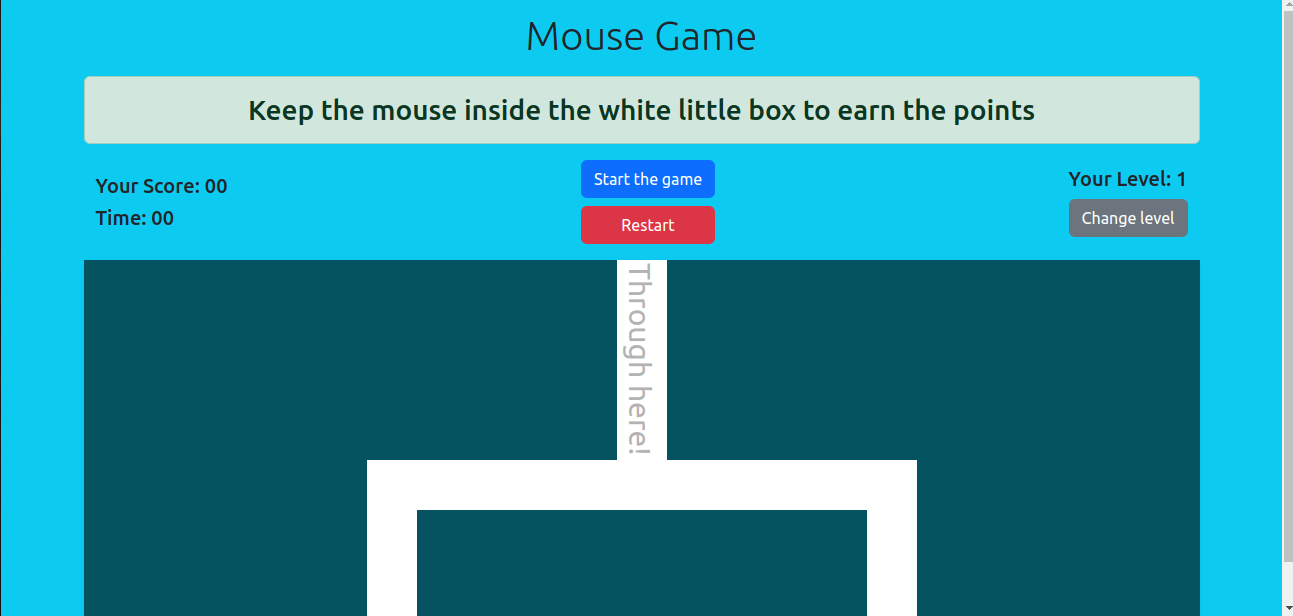 Mouse Game
Keep the mouse inside the white little box to earn the points
Your Score: 00
Time: 00
Start the game
Restart
Your Level: 1
Change level
Through here!